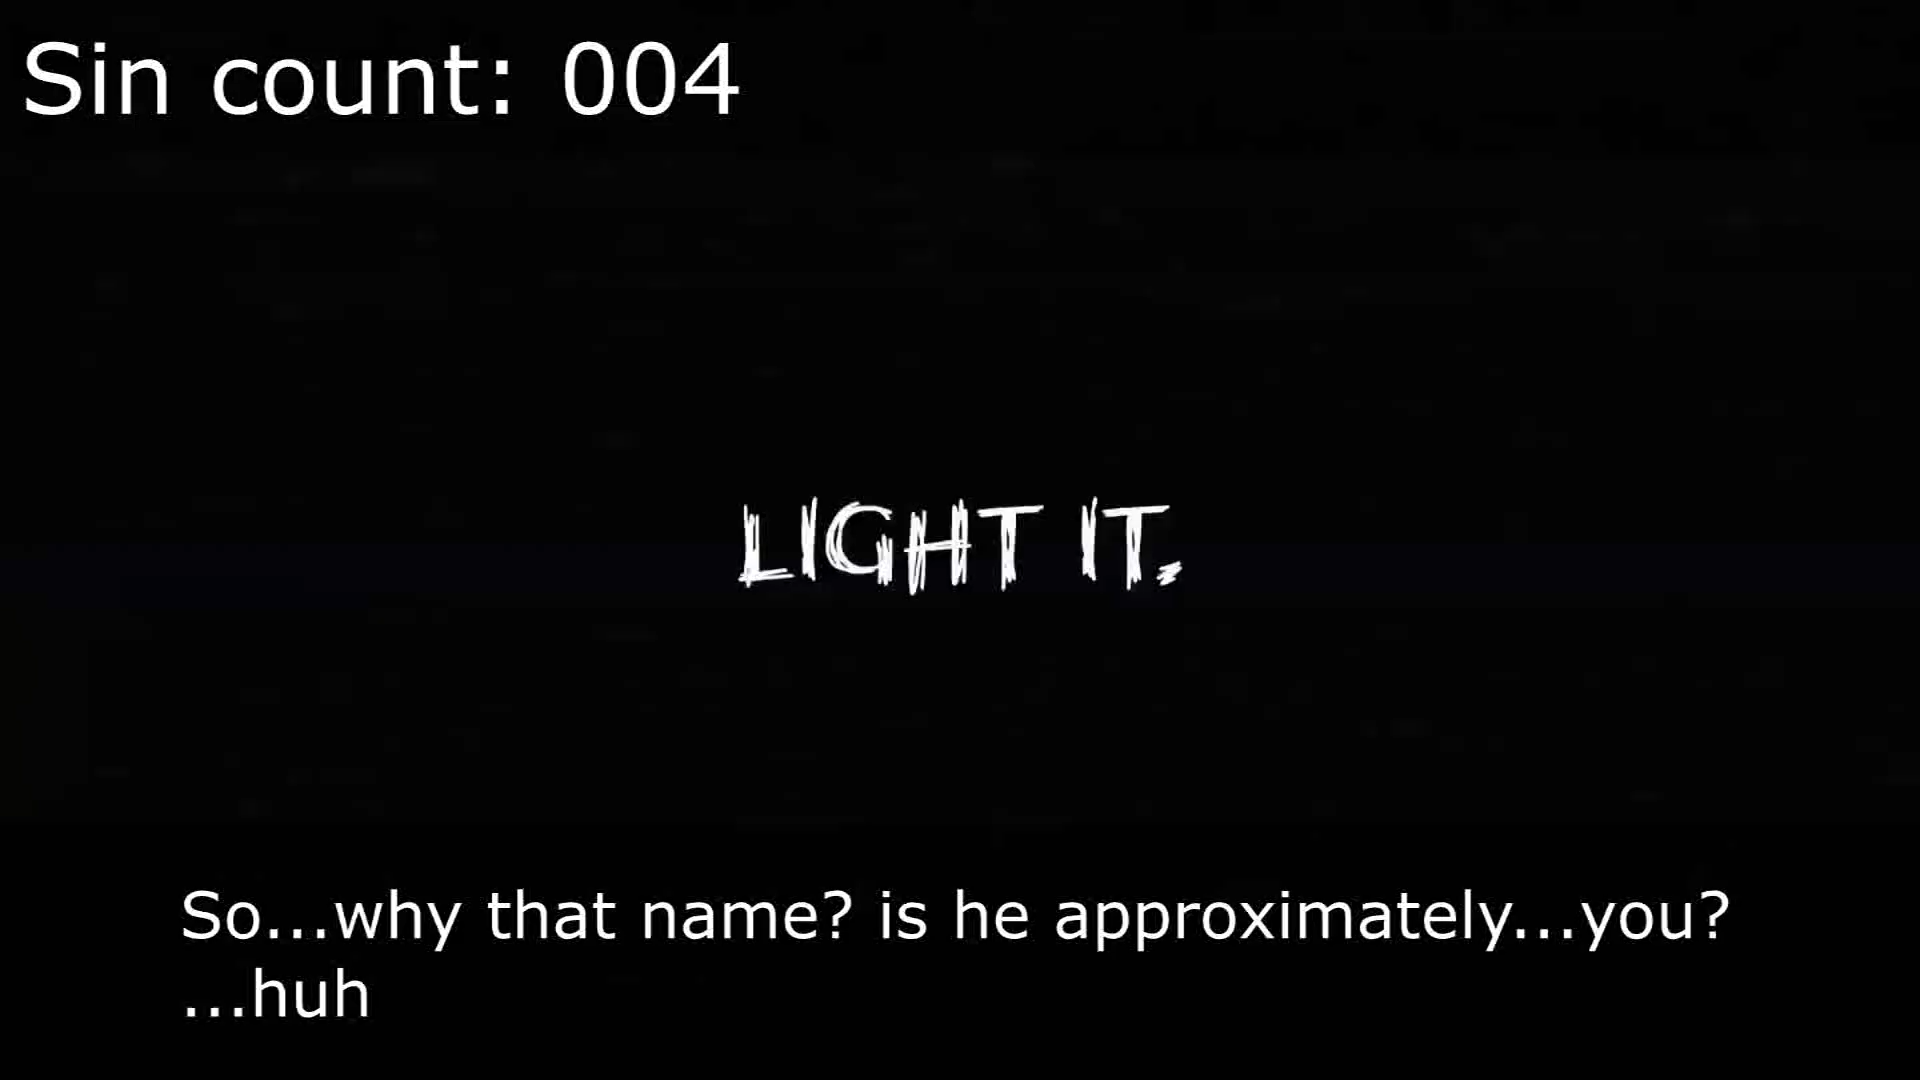 Sin count: 004
LIGHT IT.
So...why that name? is he approximately...you?
...huh